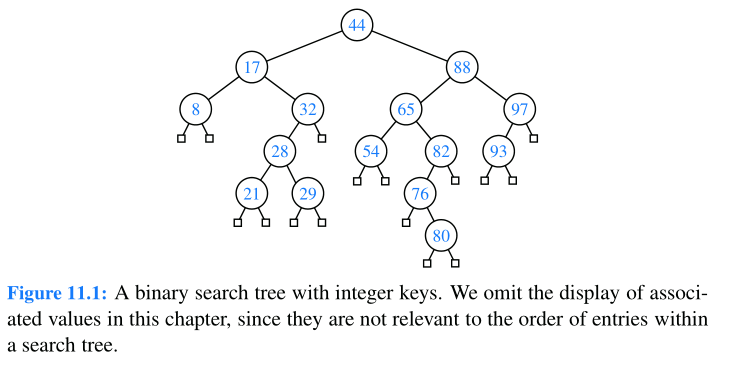 44
17 88
8 32 65 97
28 54 82 93
21 29 76
80
Figure 11.1: A binary search tree with integer keys. We omit the display of associ-
ated values in this chapter, since they are not relevant to the order of entries within
a search tree.